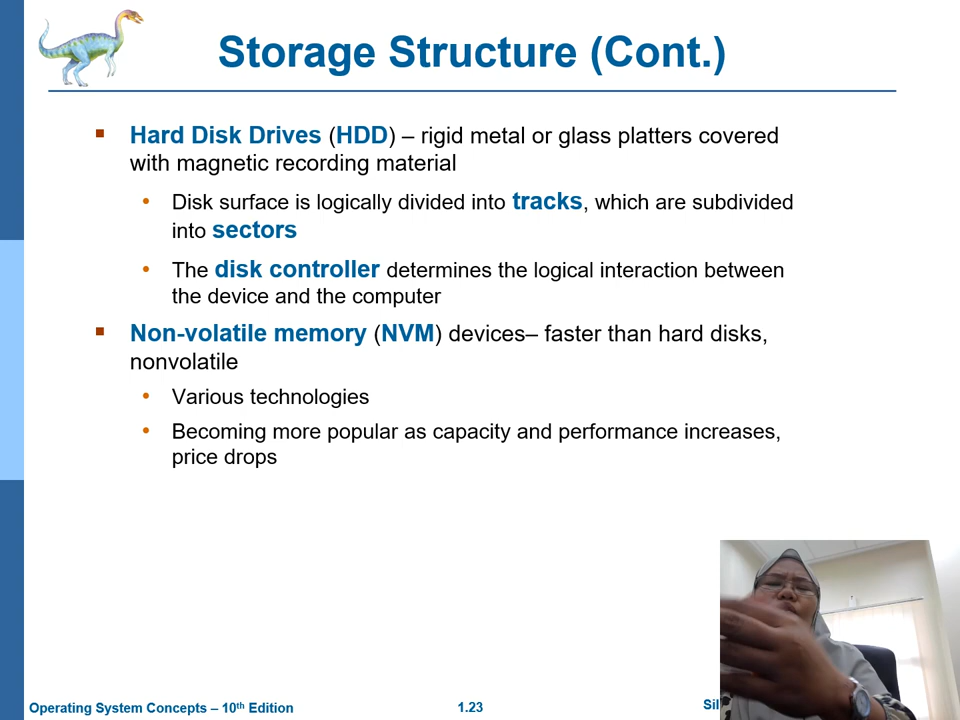 Storage Structure (Cont.)
Hard Disk Drives (HDD) – rigid metal or glass platters covered
with magnetic recording material
Disk surface is logically divided into tracks, which are subdivided
into sectors
The disk controller determines the logical interaction between
the device and the computer
Non-volatile memory (NVM) devices– faster than hard disks,
nonvolatile
Various technologies
Becoming more popular as capacity and performance increases,
price drops
Operating System Concepts – 10th Edition
1.23